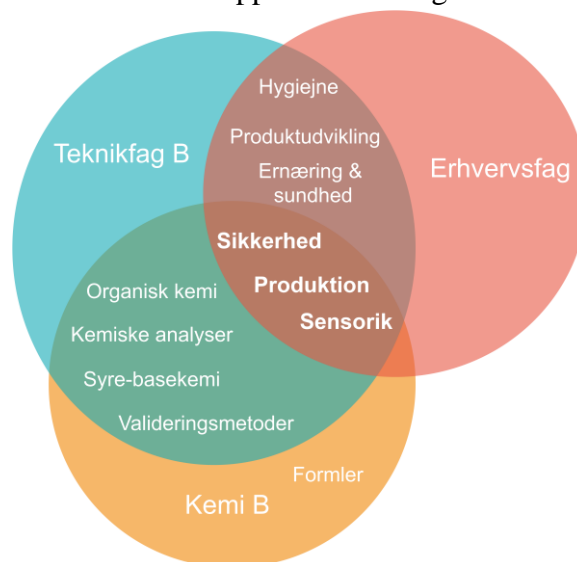 Hygiejne
Teknikfag B
Produktudvikling
Erhvervsfag
Ernæring &
sundhed
Sikkerhed
Produktion
Organisk kemi
Sensorik
Kemiske analyser
Syre-basekemi
Valideringsmetoder
Formler
Kemi B